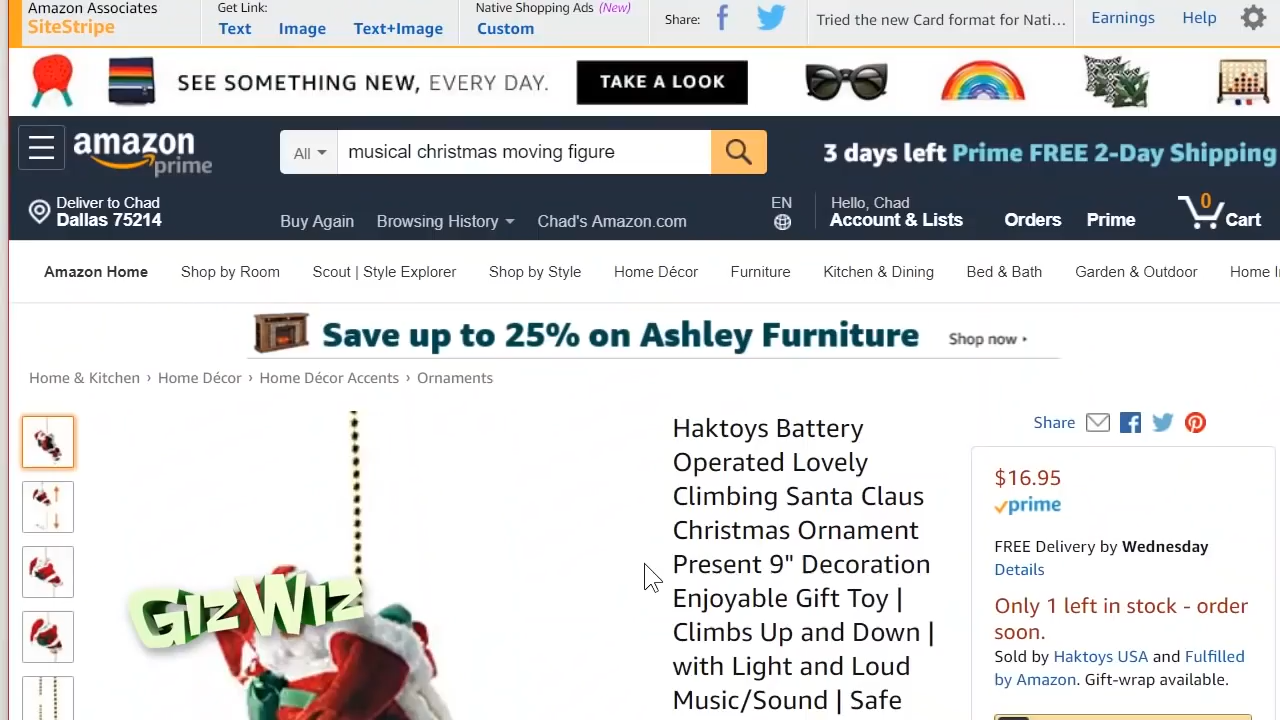 Amazon Associates
SiteStripe
Get Link:
Text
Image
Text+Image
Native Shopping Ads (New)
Custom
Share:
Tried the new Card format for Nati...
Earnings
Help
SEE SOMETHING NEW, EVERY DAY.
TAKE A LOOK
amazon
prime
All
musical christmas moving figure
3 days left Prime FREE 2-Day Shipping
Deliver to Chad
Dallas 75214
Buy Again
Browsing History
Chad's Amazon.com
EN
Hello, Chad
Account & Lists
Orders
Prime
0
Cart
Amazon Home
Shop by Room
Scout | Style Explorer
Shop by Style
Home Décor
Furniture
Kitchen & Dining
Bed & Bath
Garden & Outdoor
Home I
Save up to 25% on Ashley Furniture
Shop now ›
Home & Kitchen › Home Décor › Home Décor Accents › Ornaments
GizWiz
Haktoys Battery
Operated Lovely
Climbing Santa Claus
Christmas Ornament
Present 9" Decoration
Enjoyable Gift Toy |
Climbs Up and Down |
with Light and Loud
Music/Sound | Safe
Share
$16.95
prime
FREE Delivery by Wednesday
Details
Only 1 left in stock - order
soon.
Sold by Haktoys USA and Fulfilled
by Amazon. Gift-wrap available.